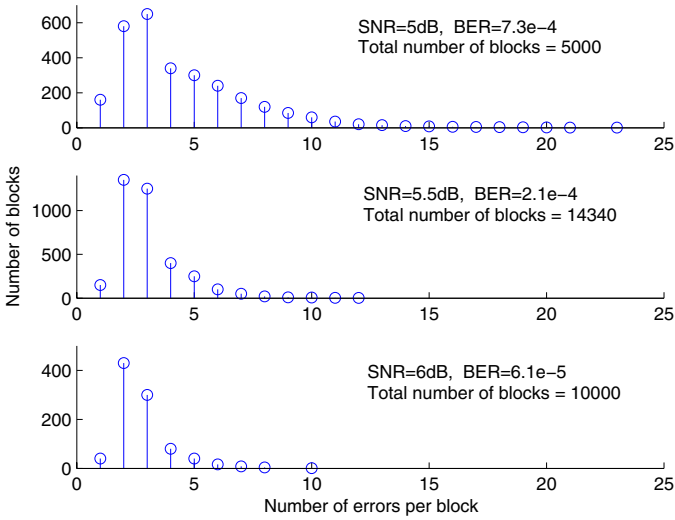 600
400
200
0
0 5 10 15 20 25
SNR=5dB, BER=7.3e−4
Total number of blocks = 5000
Number of blocks
1000
500
0
0 5 10 15 20 25
SNR=5.5dB, BER=2.1e−4
Total number of blocks = 14340
400
200
0
0 5 10 15 20 25
SNR=6dB, BER=6.1e−5
Total number of blocks = 10000
Number of errors per block